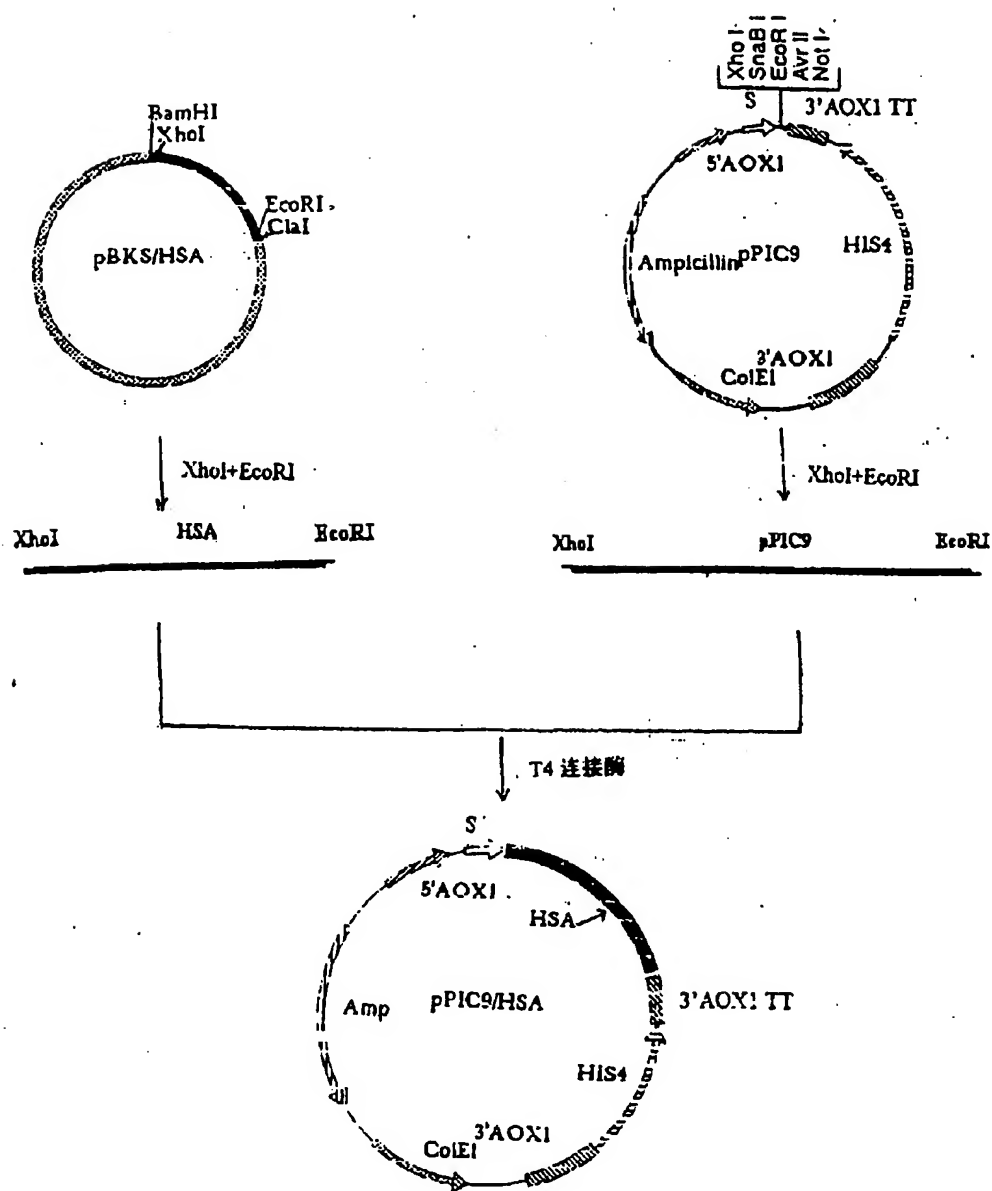 Xho I
SnaB I
EcoR I
Avr II
Not I
S
3'AOX1 TT
5'AOX1
HIS4
Ampicillin
pPIC9
3'AOX1
ColE1
BamHI
XhoI
EcoRI
ClaI
pBKS/HSA
XhoI+EcoRI
XhoI+EcoRI
XhoI
HSA
EcoRI
XhoI
pPIC9
EcoRI
T4 连接酶
S
5'AOX1
HSA
3'AOX1 TT
Amp
pPIC9/HSA
HIS4
3'AOX1
ColE1